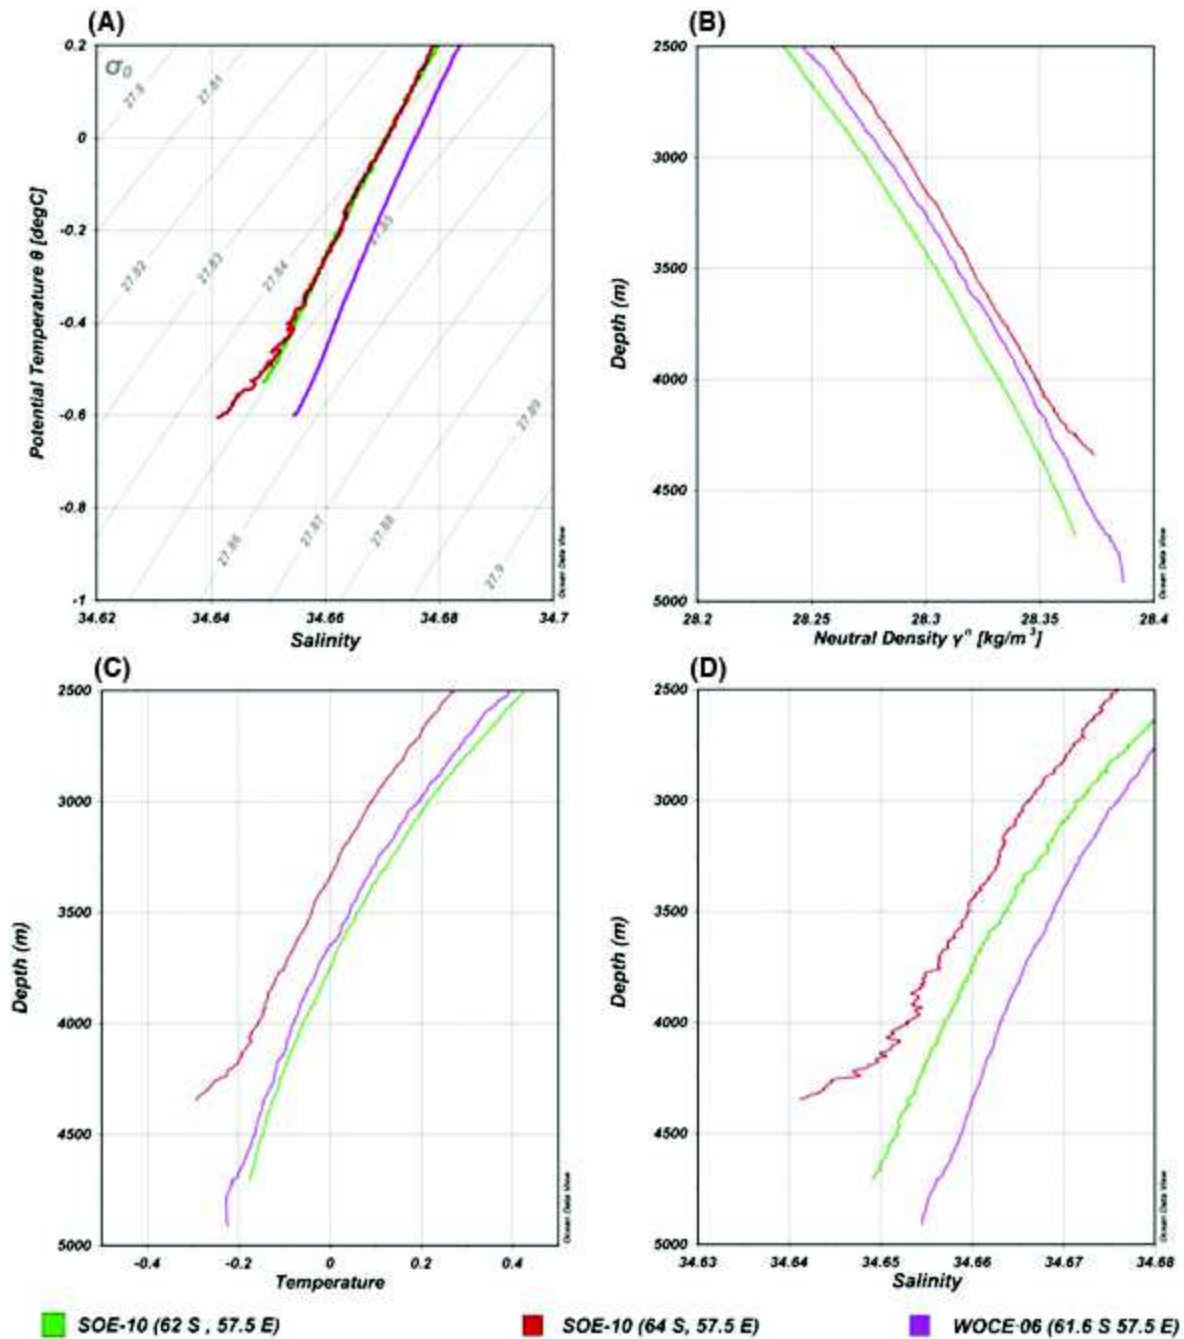 (A)
(B)
0.2
0
-0.2
-0.4
-0.6
-0.8
-1
Potential Temperature θ [degC]
σ0
27.8
27.81
27.82
27.83
27.84
27.85
27.86
27.87
27.88
27.89
27.9
34.62 34.64 34.66 34.68 34.7
Salinity
Ocean Data View
2500
3000
3500
4000
4500
5000
Depth (m)
28.2 28.25 28.3 28.35 28.4
Neutral Density γⁿ [kg/m³]
Ocean Data View
(C)
(D)
2500
3000
3500
4000
4500
5000
Depth (m)
-0.4 -0.2 0 0.2 0.4
Temperature
Ocean Data View
2500
3000
3500
4000
4500
5000
Depth (m)
34.63 34.64 34.65 34.66 34.67 34.68
Salinity
Ocean Data View
SOE-10 (62 S , 57.5 E) SOE-10 (64 S, 57.5 E) WOCE-06 (61.6 S 57.5 E)